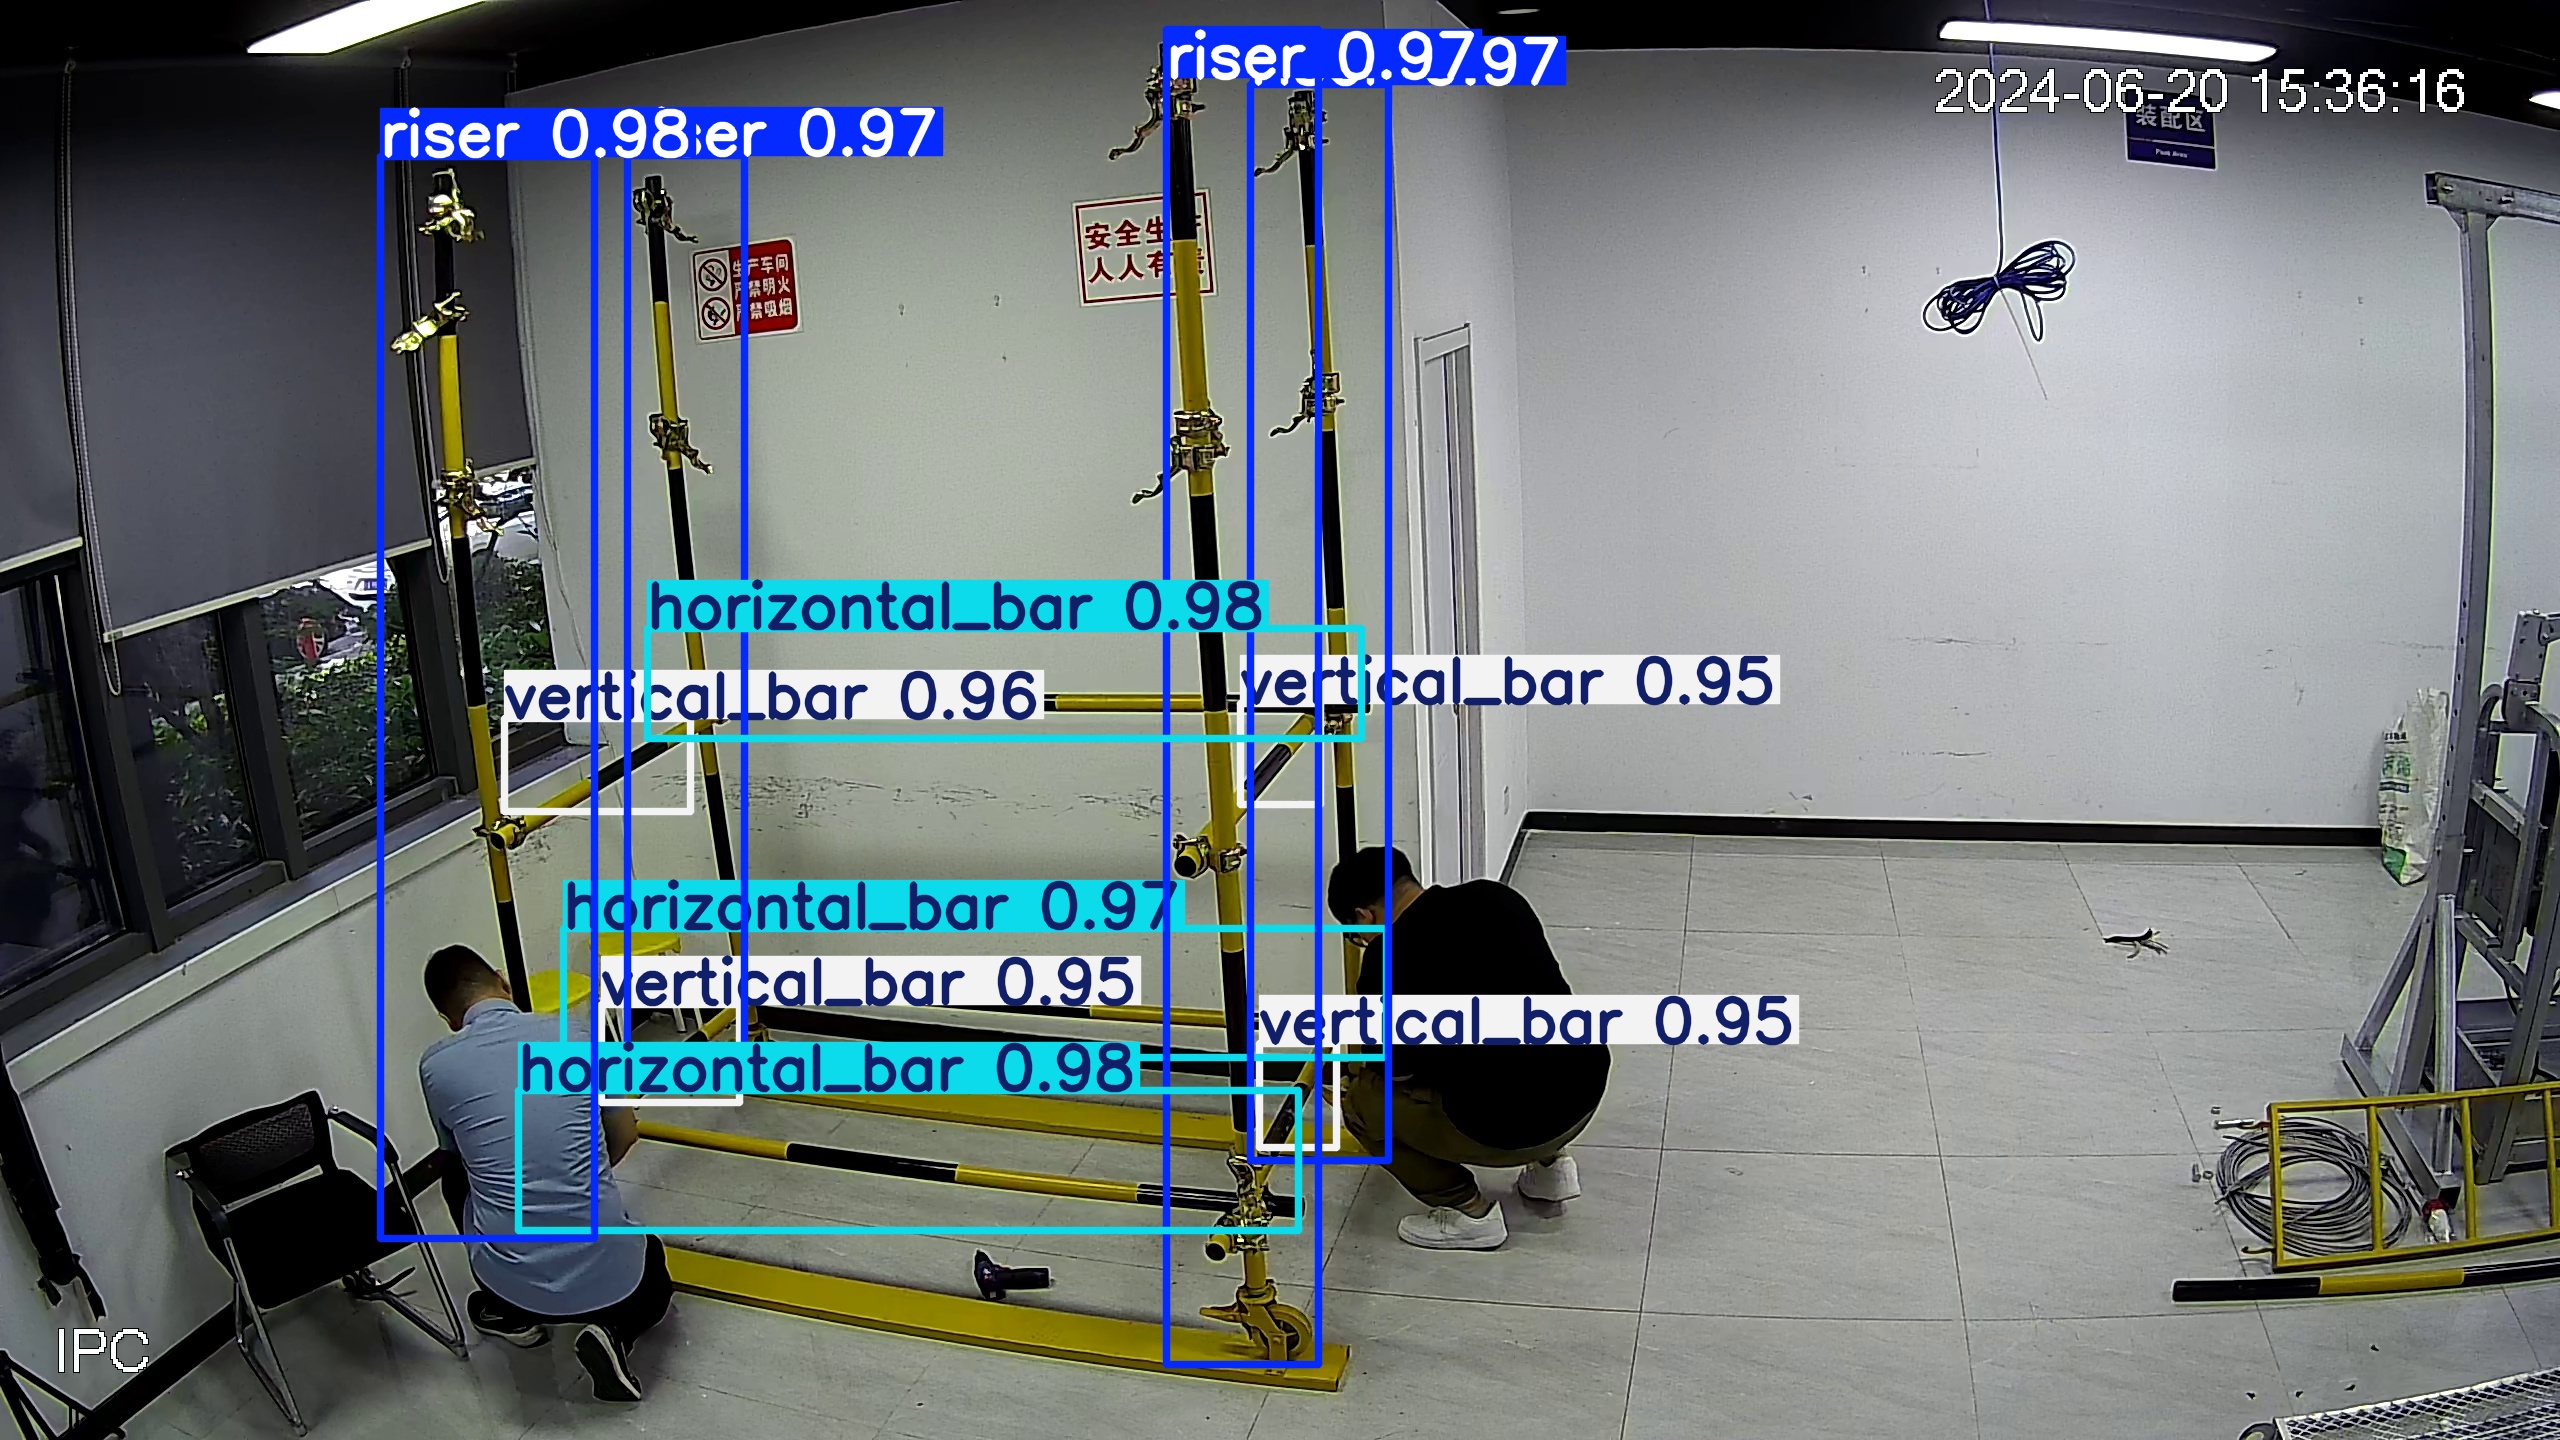 riser 0.97
.97
2024-06-20 15:36:16
riser 0.98
ser 0.97
装配区
安全生产
人人有责
生产车间
严禁明火
严禁吸烟
horizontal_bar 0.98
vertical_bar 0.96
vertical_bar 0.95
horizontal_bar 0.97
vertical_bar 0.95
vertical_bar 0.95
horizontal_bar 0.98
IPC